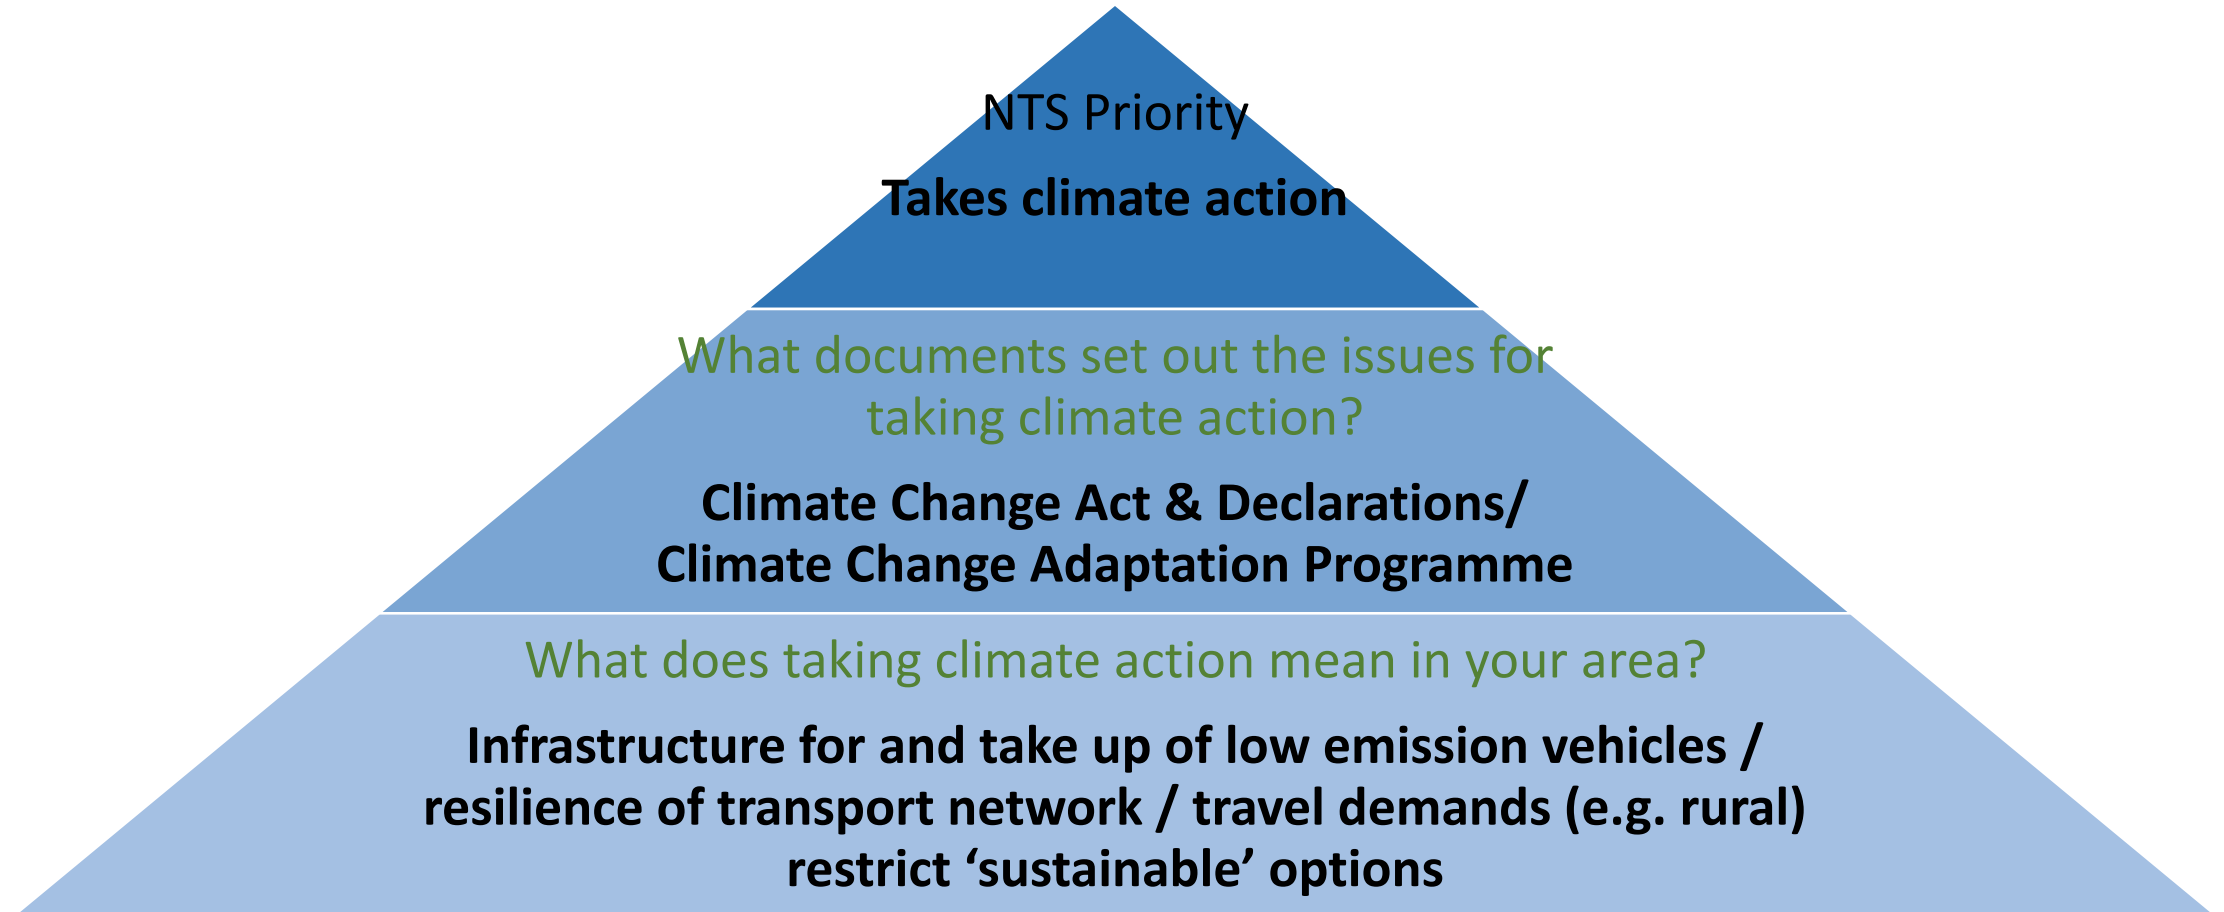 NTS Priority
Takes climate action
What documents set out the issues for
taking climate action?
Climate Change Act & Declarations/
Climate Change Adaptation Programme
What does taking climate action mean in your area?
Infrastructure for and take up of low emission vehicles /
resilience of transport network / travel demands (e.g. rural)
restrict ‘sustainable’ options